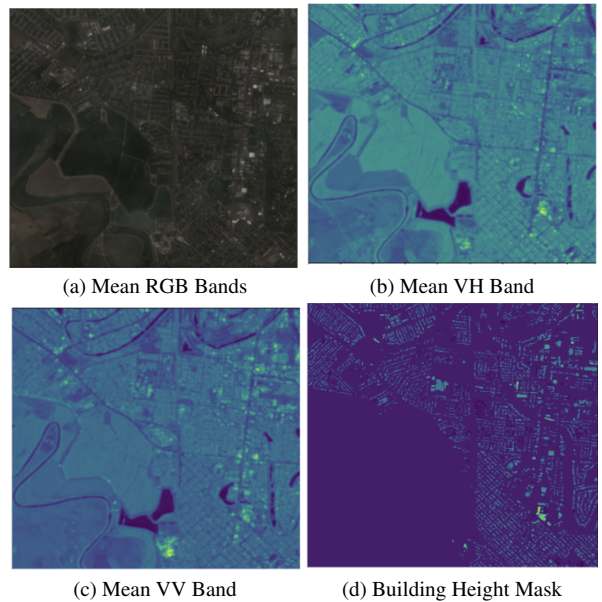 (a) Mean RGB Bands
(b) Mean VH Band
(c) Mean VV Band
(d) Building Height Mask